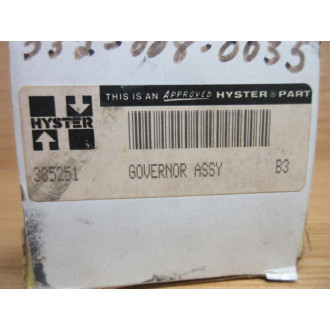 332-008-0035
THIS IS AN APPROVED HYSTER® PART
HYSTER
385251 GOVERNOR ASSY B3